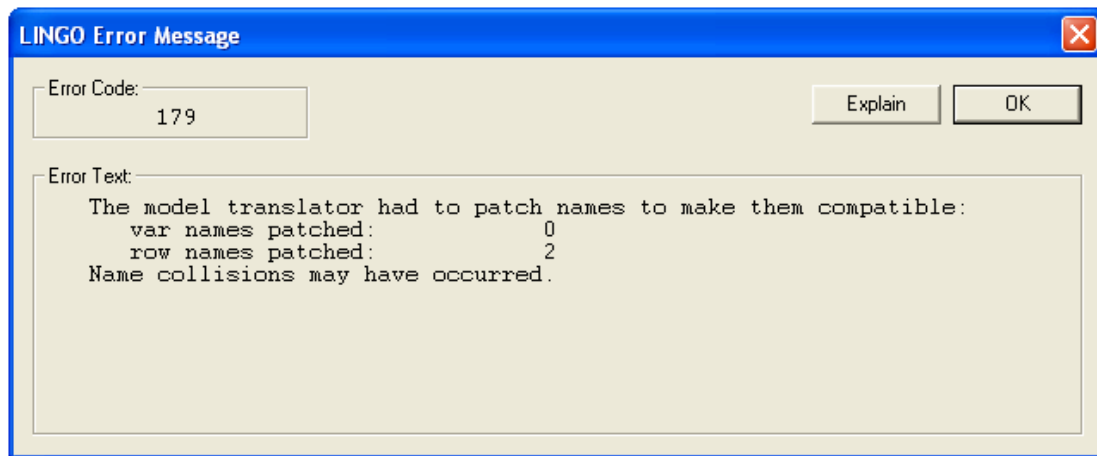 LINGO Error Message
Error Code:
179
Explain
OK
Error Text:
The model translator had to patch names to make them compatible:
var names patched: 0
row names patched: 2
Name collisions may have occurred.